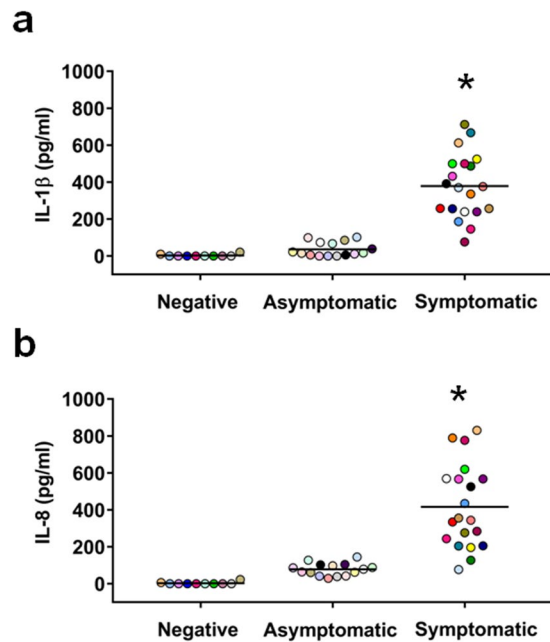 a
1000
800
600
400
200
0
IL-1β (pg/ml)
*
Negative Asymptomatic Symptomatic
b
1000
800
600
400
200
0
IL-8 (pg/ml)
*
Negative Asymptomatic Symptomatic